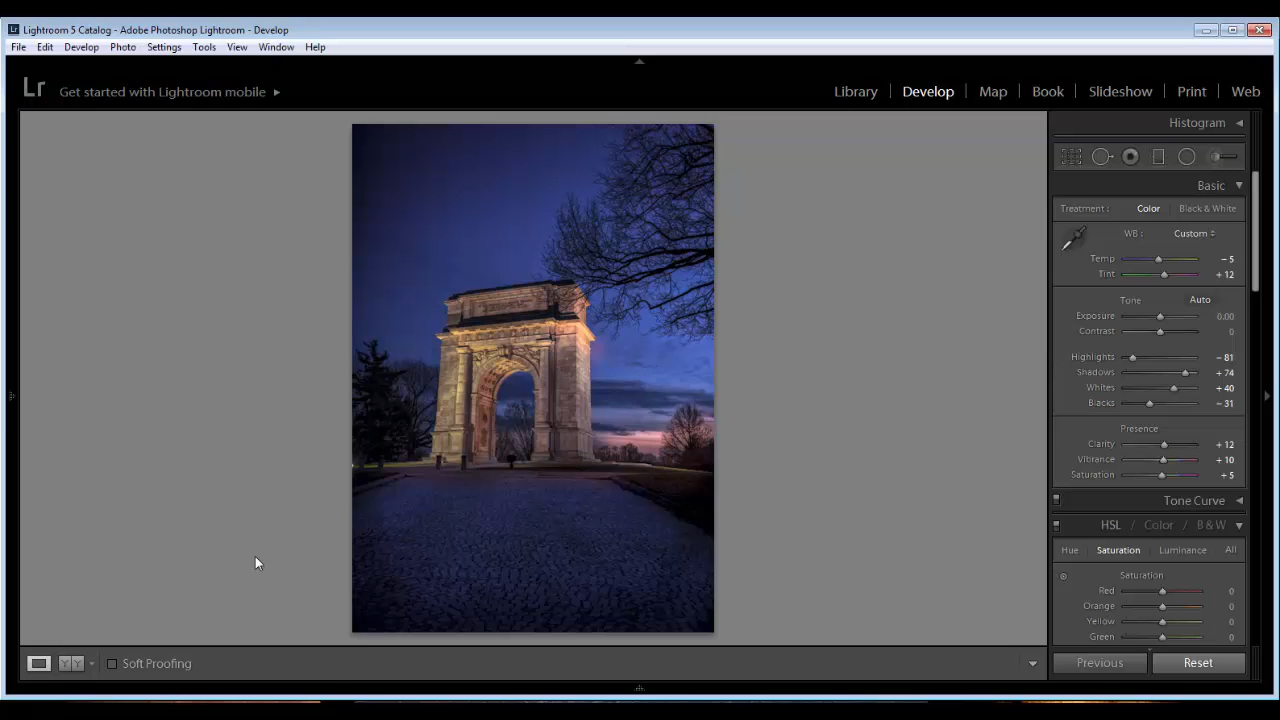 Lightroom 5 Catalog - Adobe Photoshop Lightroom - Develop
File Edit Develop Photo Settings Tools View Window Help
Lr Get started with Lightroom mobile
Library Develop Map Book Slideshow Print Web
Histogram
Basic
Treatment : Color Black & White
WB : Custom
Temp - 5
Tint + 12
Tone Auto
Exposure 0.00
Contrast 0
Highlights - 81
Shadows + 74
Whites + 40
Blacks - 31
Presence
Clarity + 12
Vibrance + 10
Saturation + 5
Tone Curve
HSL / Color / B & W
Hue Saturation Luminance All
Saturation
Red 0
Orange 0
Yellow 0
Green 0
Y Y Soft Proofing
Previous Reset